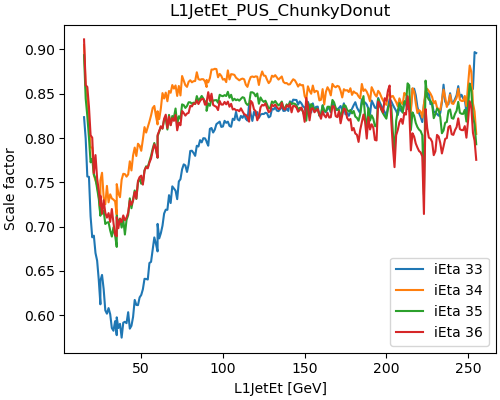 L1JetEt_PUS_ChunkyDonut
Scale factor
0.90
0.85
0.80
0.75
0.70
0.65
0.60
50
100
150
200
250
L1JetEt [GeV]
iEta 33
iEta 34
iEta 35
iEta 36